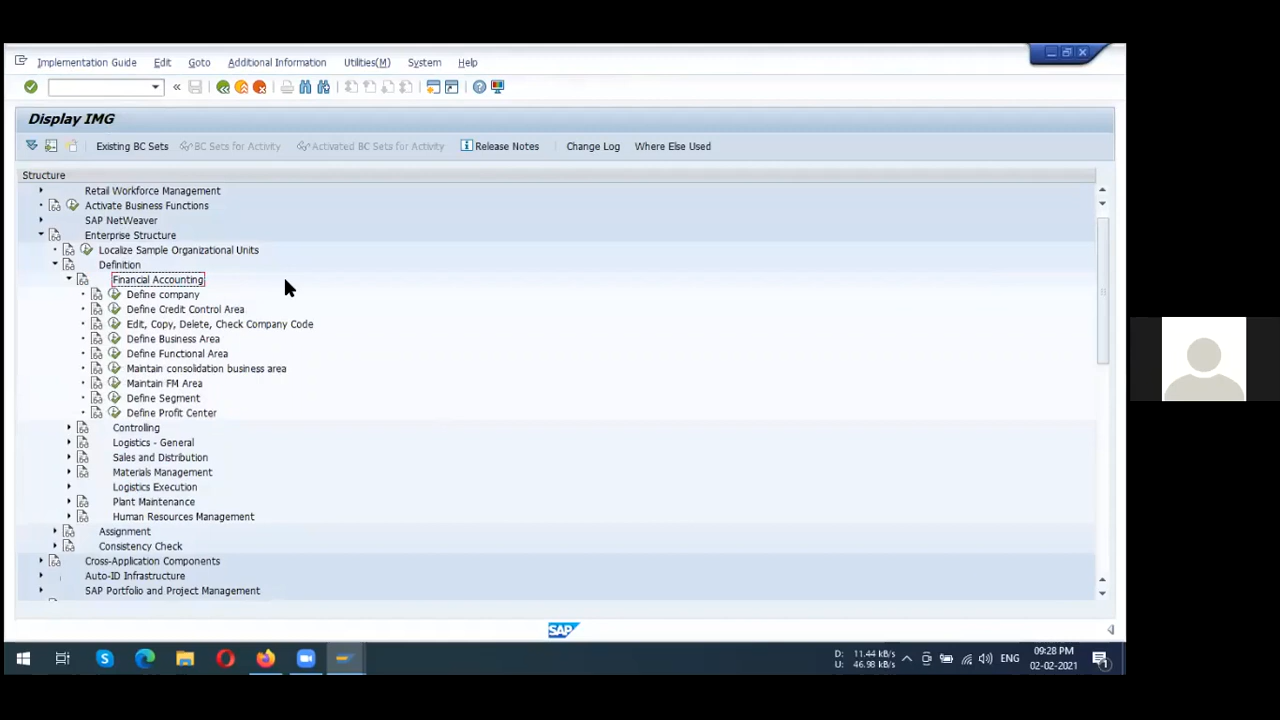 Implementation Guide Edit Goto Additional Information Utilities(M) System Help
Display IMG
Existing BC Sets BC Sets for Activity Activated BC Sets for Activity Release Notes Change Log Where Else Used
Structure
Retail Workforce Management
Activate Business Functions
SAP NetWeaver
Enterprise Structure
Localize Sample Organizational Units
Definition
Financial Accounting
Define company
Define Credit Control Area
Edit, Copy, Delete, Check Company Code
Define Business Area
Define Functional Area
Maintain consolidation business area
Maintain FM Area
Define Segment
Define Profit Center
Controlling
Logistics - General
Sales and Distribution
Materials Management
Logistics Execution
Plant Maintenance
Human Resources Management
Assignment
Consistency Check
Cross-Application Components
Auto-ID Infrastructure
SAP Portfolio and Project Management
SAP
D: 11.44 kB/s
U: 46.98 kB/s
ENG
09:28 PM
02-02-2021
1